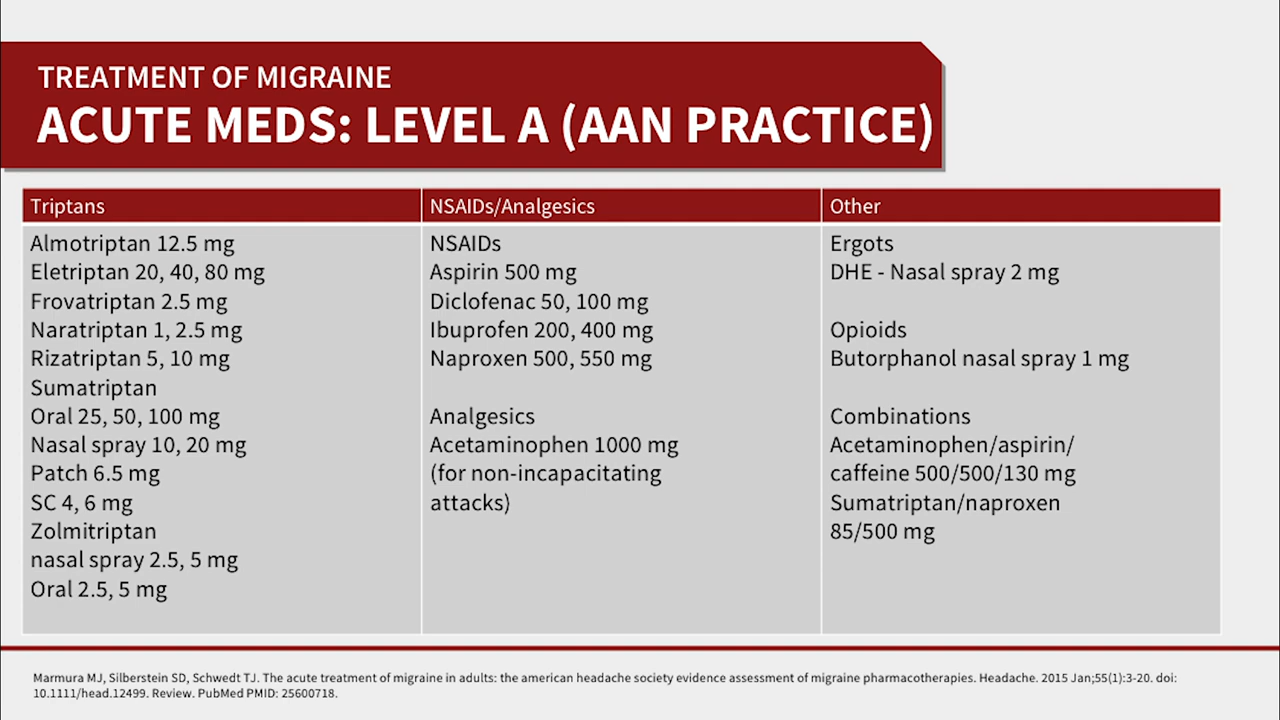 TREATMENT OF MIGRAINE
ACUTE MEDS: LEVEL A (AAN PRACTICE)
Triptans
Almotriptan 12.5 mg
Eletriptan 20, 40, 80 mg
Frovatriptan 2.5 mg
Naratriptan 1, 2.5 mg
Rizatriptan 5, 10 mg
Sumatriptan
Oral 25, 50, 100 mg
Nasal spray 10, 20 mg
Patch 6.5 mg
SC 4, 6 mg
Zolmitriptan
nasal spray 2.5, 5 mg
Oral 2.5, 5 mg
NSAIDs/Analgesics
NSAIDs
Aspirin 500 mg
Diclofenac 50, 100 mg
Ibuprofen 200, 400 mg
Naproxen 500, 550 mg
Analgesics
Acetaminophen 1000 mg
(for non-incapacitating
attacks)
Other
Ergots
DHE - Nasal spray 2 mg
Opioids
Butorphanol nasal spray 1 mg
Combinations
Acetaminophen/aspirin/
caffeine 500/500/130 mg
Sumatriptan/naproxen
85/500 mg
Marmura MJ, Silberstein SD, Schwedt TJ. The acute treatment of migraine in adults: the american headache society evidence assessment of migraine pharmacotherapies. Headache. 2015 Jan;55(1):3-20. doi:
10.1111/head.12499. Review. PubMed PMID: 25600718.